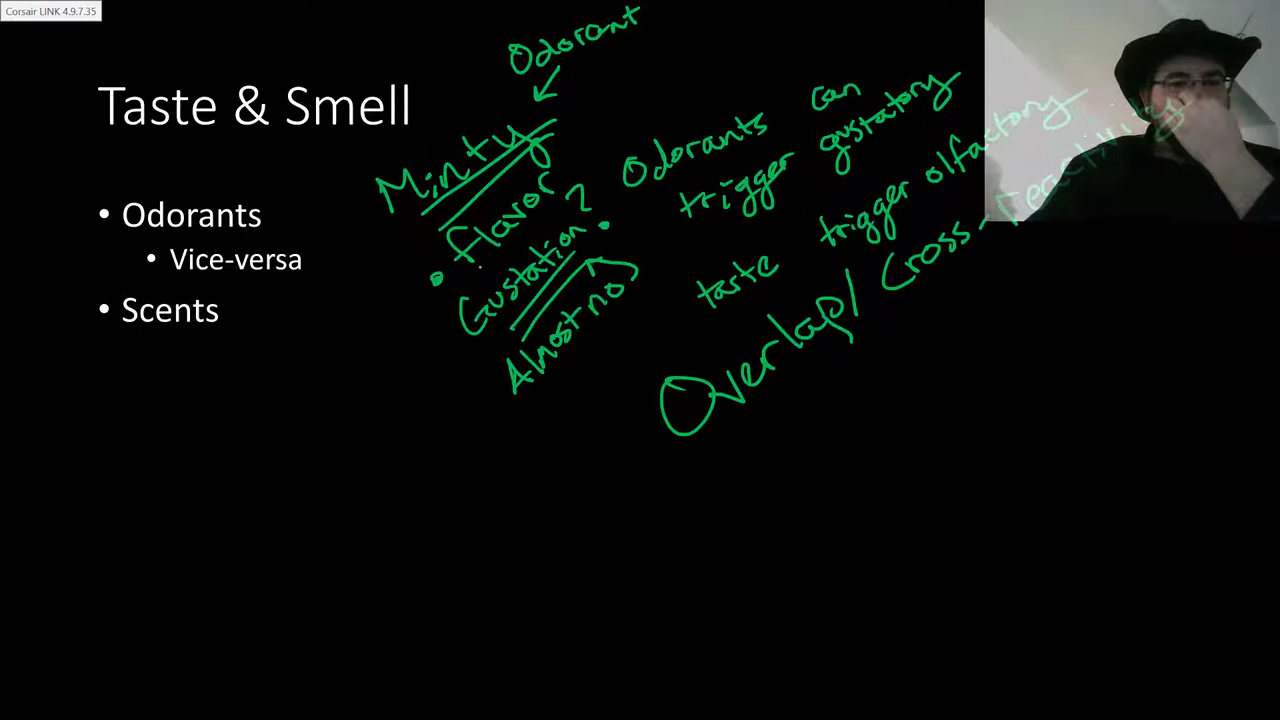 Corsair LINK 4.9.7.35
Taste & Smell
• Odorants
• Vice-versa
• Scents
Odorant
Minty
• flavor ?
Gustation •
Almost no
Odorants can
trigger gustatory
taste trigger olfactory
Overlap/Cross-reactivity